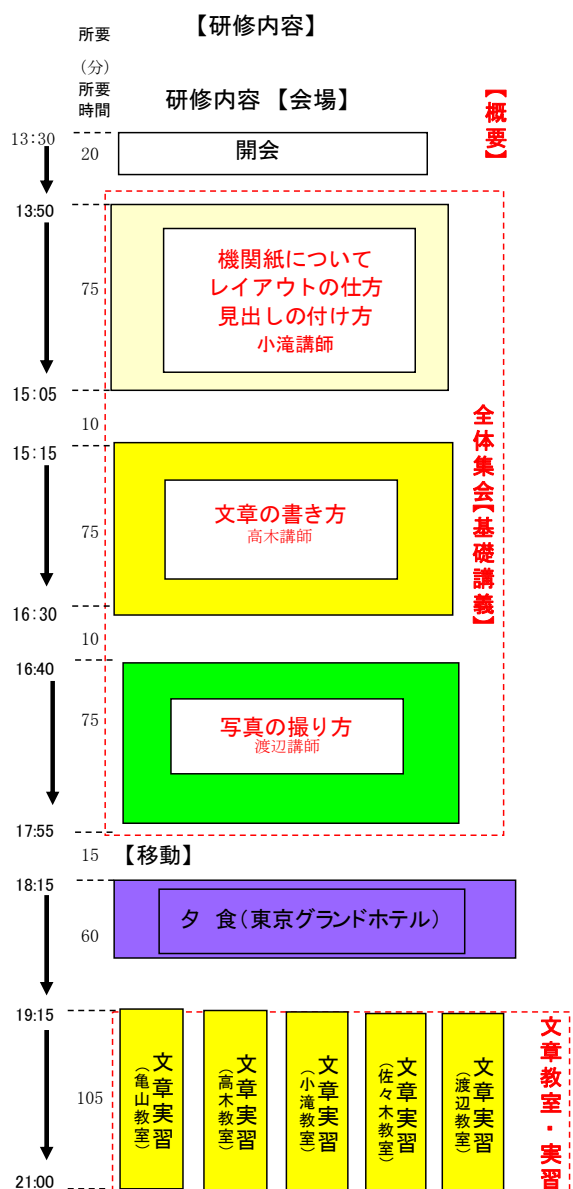 【研修内容】
所要
(分)
所要
時間
研修内容 【会場】
【概要】
13:30
20
開会
13:50
75
機関紙について
レイアウトの仕方
見出しの付け方
小滝講師
15:05
10
全体集会【基礎講義】
15:15
75
文章の書き方
高木講師
16:30
10
16:40
75
写真の撮り方
渡辺講師
17:55
15
【移動】
18:15
60
夕 食(東京グランドホテル)
19:15
105
文章実習
(亀山教室)
文章実習
(高木教室)
文章実習
(小滝教室)
文章実習
(佐々木教室)
文章実習
(渡辺教室)
文章教室・実習
21:00